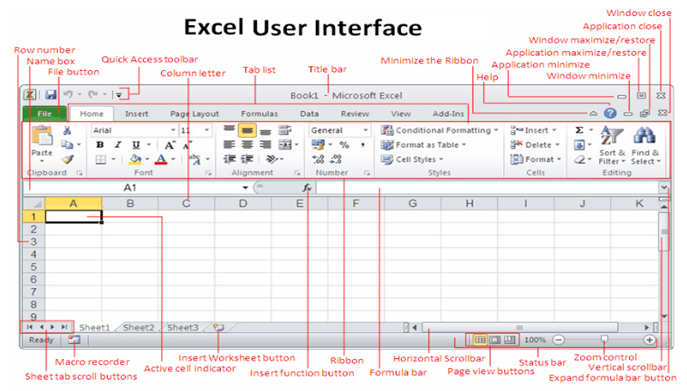 Excel User Interface
Window close
Application close
Window maximize/restore
Application maximize/restore
Application minimize
Window minimize
Row number
Name box
File button
Quick Access toolbar
Column letter
Tab list
Title bar
Minimize the Ribbon
Help
Book1 - Microsoft Excel
File Home Insert Page Layout Formulas Data Review View Add-Ins
Arial 11 General Conditional Formatting Insert Σ
Paste B I U A A $ % , Format as Table Delete Sort & Find &
Cell Styles Format Filter Select
Clipboard Font Alignment Number Styles Cells Editing
A1 fx
A B C D E F G H I J K
1
2
3
4
5
6
7
8
9
Sheet1 Sheet2 Sheet3
Ready 100%
Macro recorder
Sheet tab scroll buttons
Active cell indicator
Insert Worksheet button
Insert function button
Ribbon
Formula bar
Horizontal Scrollbar
Page view buttons
Status bar
Zoom control
Vertical scrollbar
Expand formula bar button